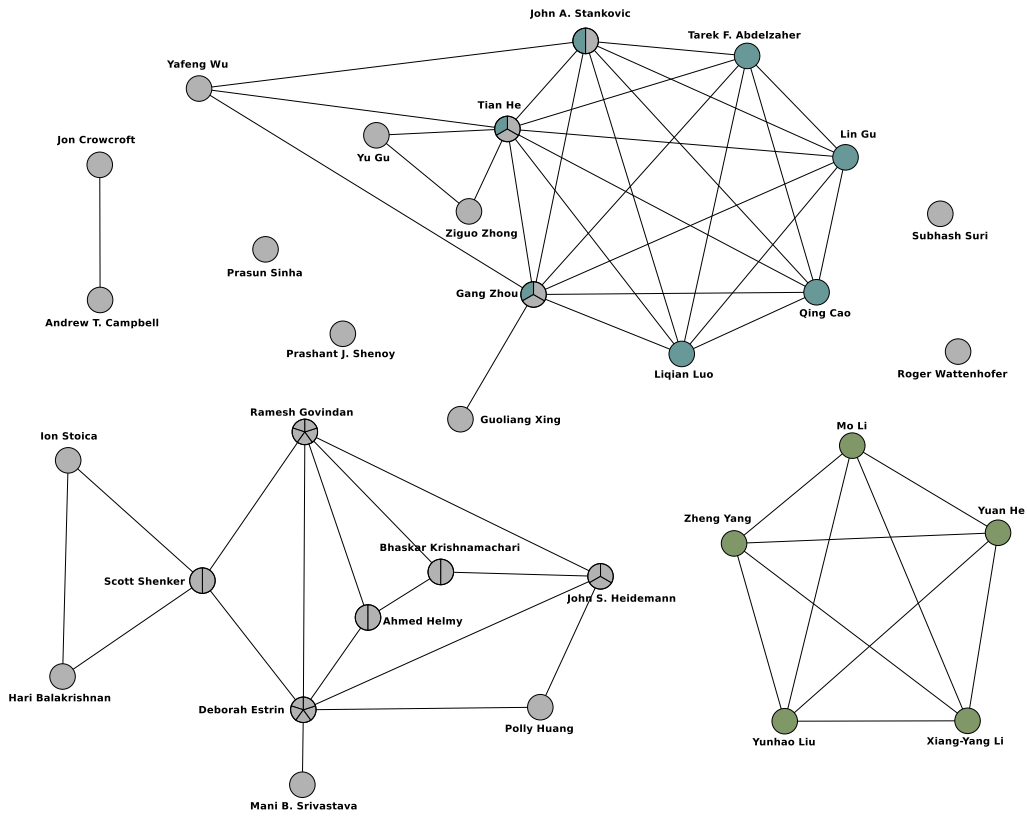 John A. Stankovic
Tarek F. Abdelzaher
Yafeng Wu
Tian He
Lin Gu
Jon Crowcroft
Yu Gu
Ziguo Zhong
Subhash Suri
Prasun Sinha
Gang Zhou
Qing Cao
Andrew T. Campbell
Prashant J. Shenoy
Liqian Luo
Roger Wattenhofer
Ramesh Govindan
Guoliang Xing
Mo Li
Ion Stoica
Yuan He
Zheng Yang
Bhaskar Krishnamachari
Scott Shenker
John S. Heidemann
Ahmed Helmy
Hari Balakrishnan
Deborah Estrin
Polly Huang
Yunhao Liu
Xiang-Yang Li
Mani B. Srivastava